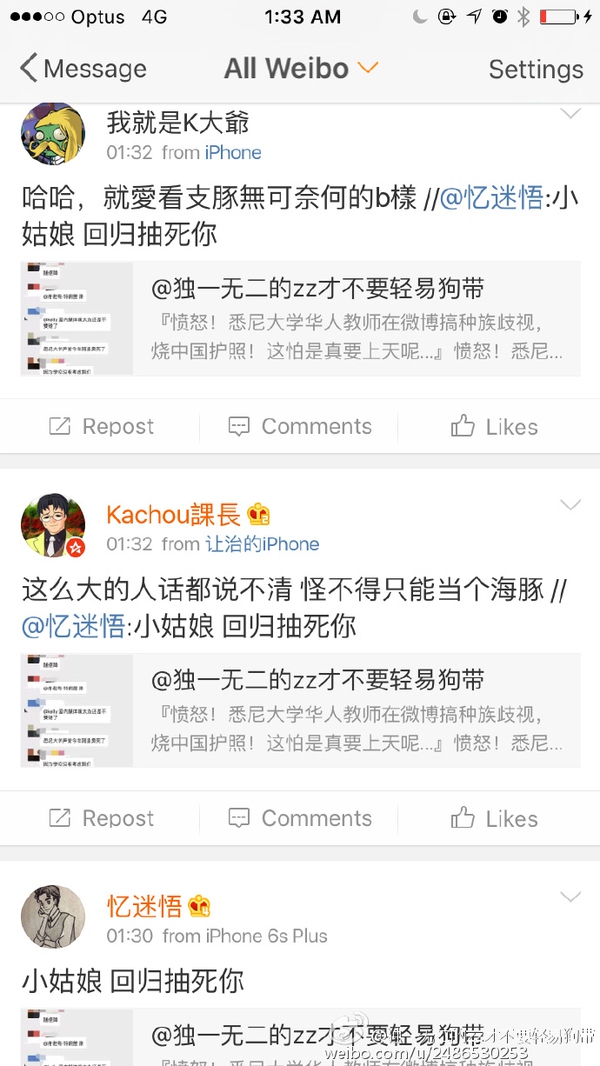 Optus 4G 1:33 AM
Message All Weibo Settings
我就是K大爺
01:32 from iPhone
哈哈，就愛看支豚無可奈何的b樣 //@忆迷悟:小
姑娘 回归抽死你
@独一无二的zz才不要轻易狗带
『愤怒！悉尼大学华人教师在微博搞种族歧视，
烧中国护照！这怕是真要上天呢...』愤怒！悉尼...
Repost Comments Likes
Kachou課長
01:32 from 让治的iPhone
这么大的人话都说不清 怪不得只能当个海豚 //
@忆迷悟:小姑娘 回归抽死你
@独一无二的zz才不要轻易狗带
『愤怒！悉尼大学华人教师在微博搞种族歧视，
烧中国护照！这怕是真要上天呢...』愤怒！悉尼...
Repost Comments Likes
忆迷悟
01:30 from iPhone 6s Plus
小姑娘 回归抽死你
@独一无二的zz才不要轻易狗带
weibo.com/u/2486530253